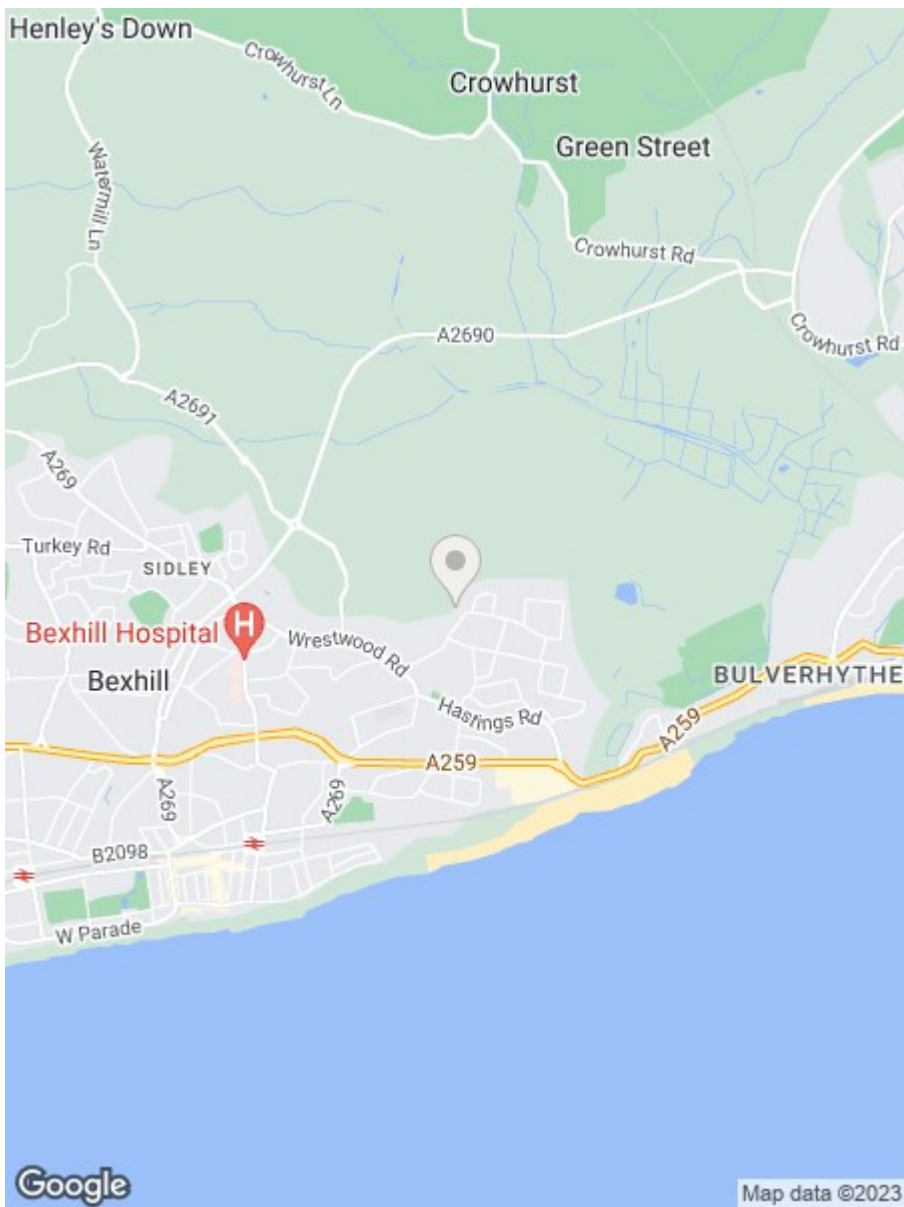 Henley's Down
Crowhurst Ln
Crowhurst
Green Street
Watermill Ln
Crowhurst Rd
A2690
Crowhurst Rd
A2691
A269
Turkey Rd
SIDLEY
Bexhill Hospital
H
Wrestwood Rd
Bexhill
BULVERHYTHE
Hastings Rd
A259
A259
A269
A269
B2098
W Parade
Google
Map data ©2023